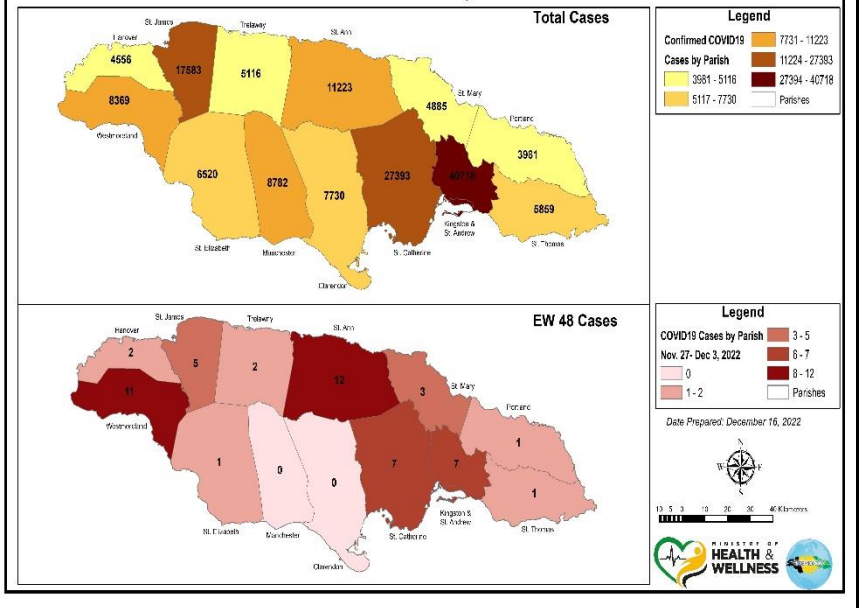 Total Cases
St. James
Trelawny
St. Ann
Hanover
4556
17583
5116
11223
8369
4885
St. Mary
Portland
Westmoreland
3981
6520
8782
7730
27393
40718
5859
St. Elizabeth
Manchester
St. Catherine
Kingston &
St. Andrew
St. Thomas
Clarendon
Legend
Confirmed COVID19
Cases by Parish
3981 - 5116
5117 - 7730
7731 - 11223
11224 - 27393
27394 - 40718
Parishes
EW 48 Cases
St. James
Trelawny
St. Ann
Hanover
2
5
2
12
11
3
St. Mary
Portland
Westmoreland
1
1
0
0
7
7
1
St. Elizabeth
Manchester
St. Catherine
Kingston &
St. Andrew
St. Thomas
Clarendon
Legend
COVID19 Cases by Parish
Nov. 27- Dec 3, 2022
0
1 - 2
3 - 5
6 - 7
8 - 12
Parishes
Date Prepared: December 16, 2022
N
W E
S
10 5 0 10 20 30 40 Kilometers
MINISTRY OF
HEALTH &
WELLNESS